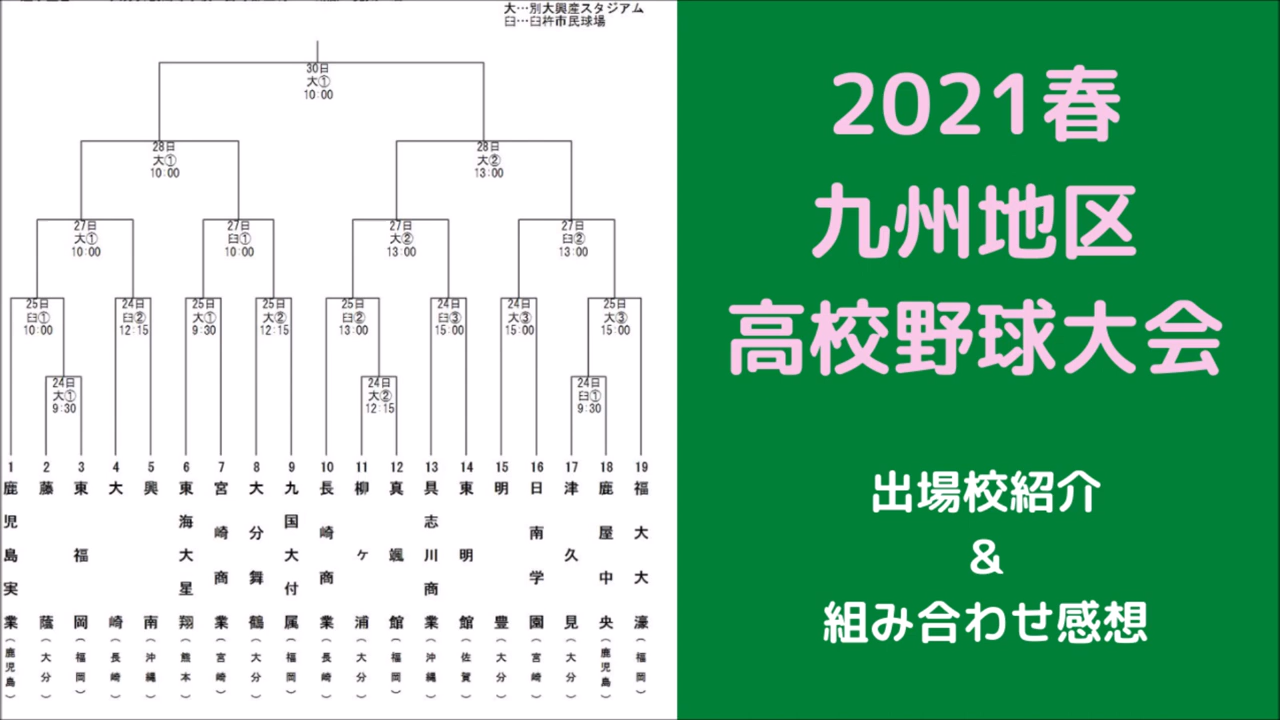 大…別大興産スタジアム
臼…臼杵市民球場
30日
大①
10:00
28日
大①
10:00
28日
大②
13:00
27日
大①
10:00
27日
臼①
10:00
27日
大②
13:00
27日
臼②
13:00
25日
臼①
10:00
24日
臼②
12:15
25日
大①
9:30
25日
大②
12:15
25日
臼②
13:00
24日
臼③
15:00
24日
大③
15:00
25日
大③
15:00
24日
大①
9:30
24日
大②
12:15
24日
臼①
9:30
1 鹿児島実業(鹿児島)
2 藤蔭(大分)
3 東福岡(福岡)
4 大崎(長崎)
5 興南(沖縄)
6 東海大星翔(熊本)
7 宮崎商業(宮崎)
8 大分舞鶴(大分)
9 九国大付属(福岡)
10 長崎商業(長崎)
11 柳ヶ浦(大分)
12 真颯館(福岡)
13 具志川商業(沖縄)
14 東明館(佐賀)
15 明豊(大分)
16 日南学園(宮崎)
17 津久見(大分)
18 鹿屋中央(鹿児島)
19 福大大濠(福岡)
2021春
九州地区
高校野球大会
出場校紹介
&
組み合わせ感想